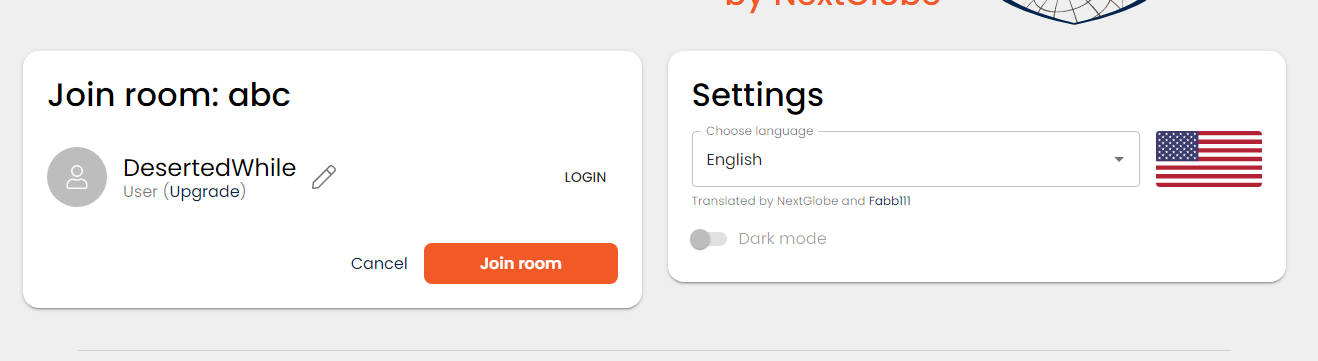 by NextGlobe
Join room: abc
DesertedWhile
User (Upgrade)
LOGIN
Cancel
Join room
Settings
Choose language
English
Translated by NextGlobe and Fabb111
Dark mode